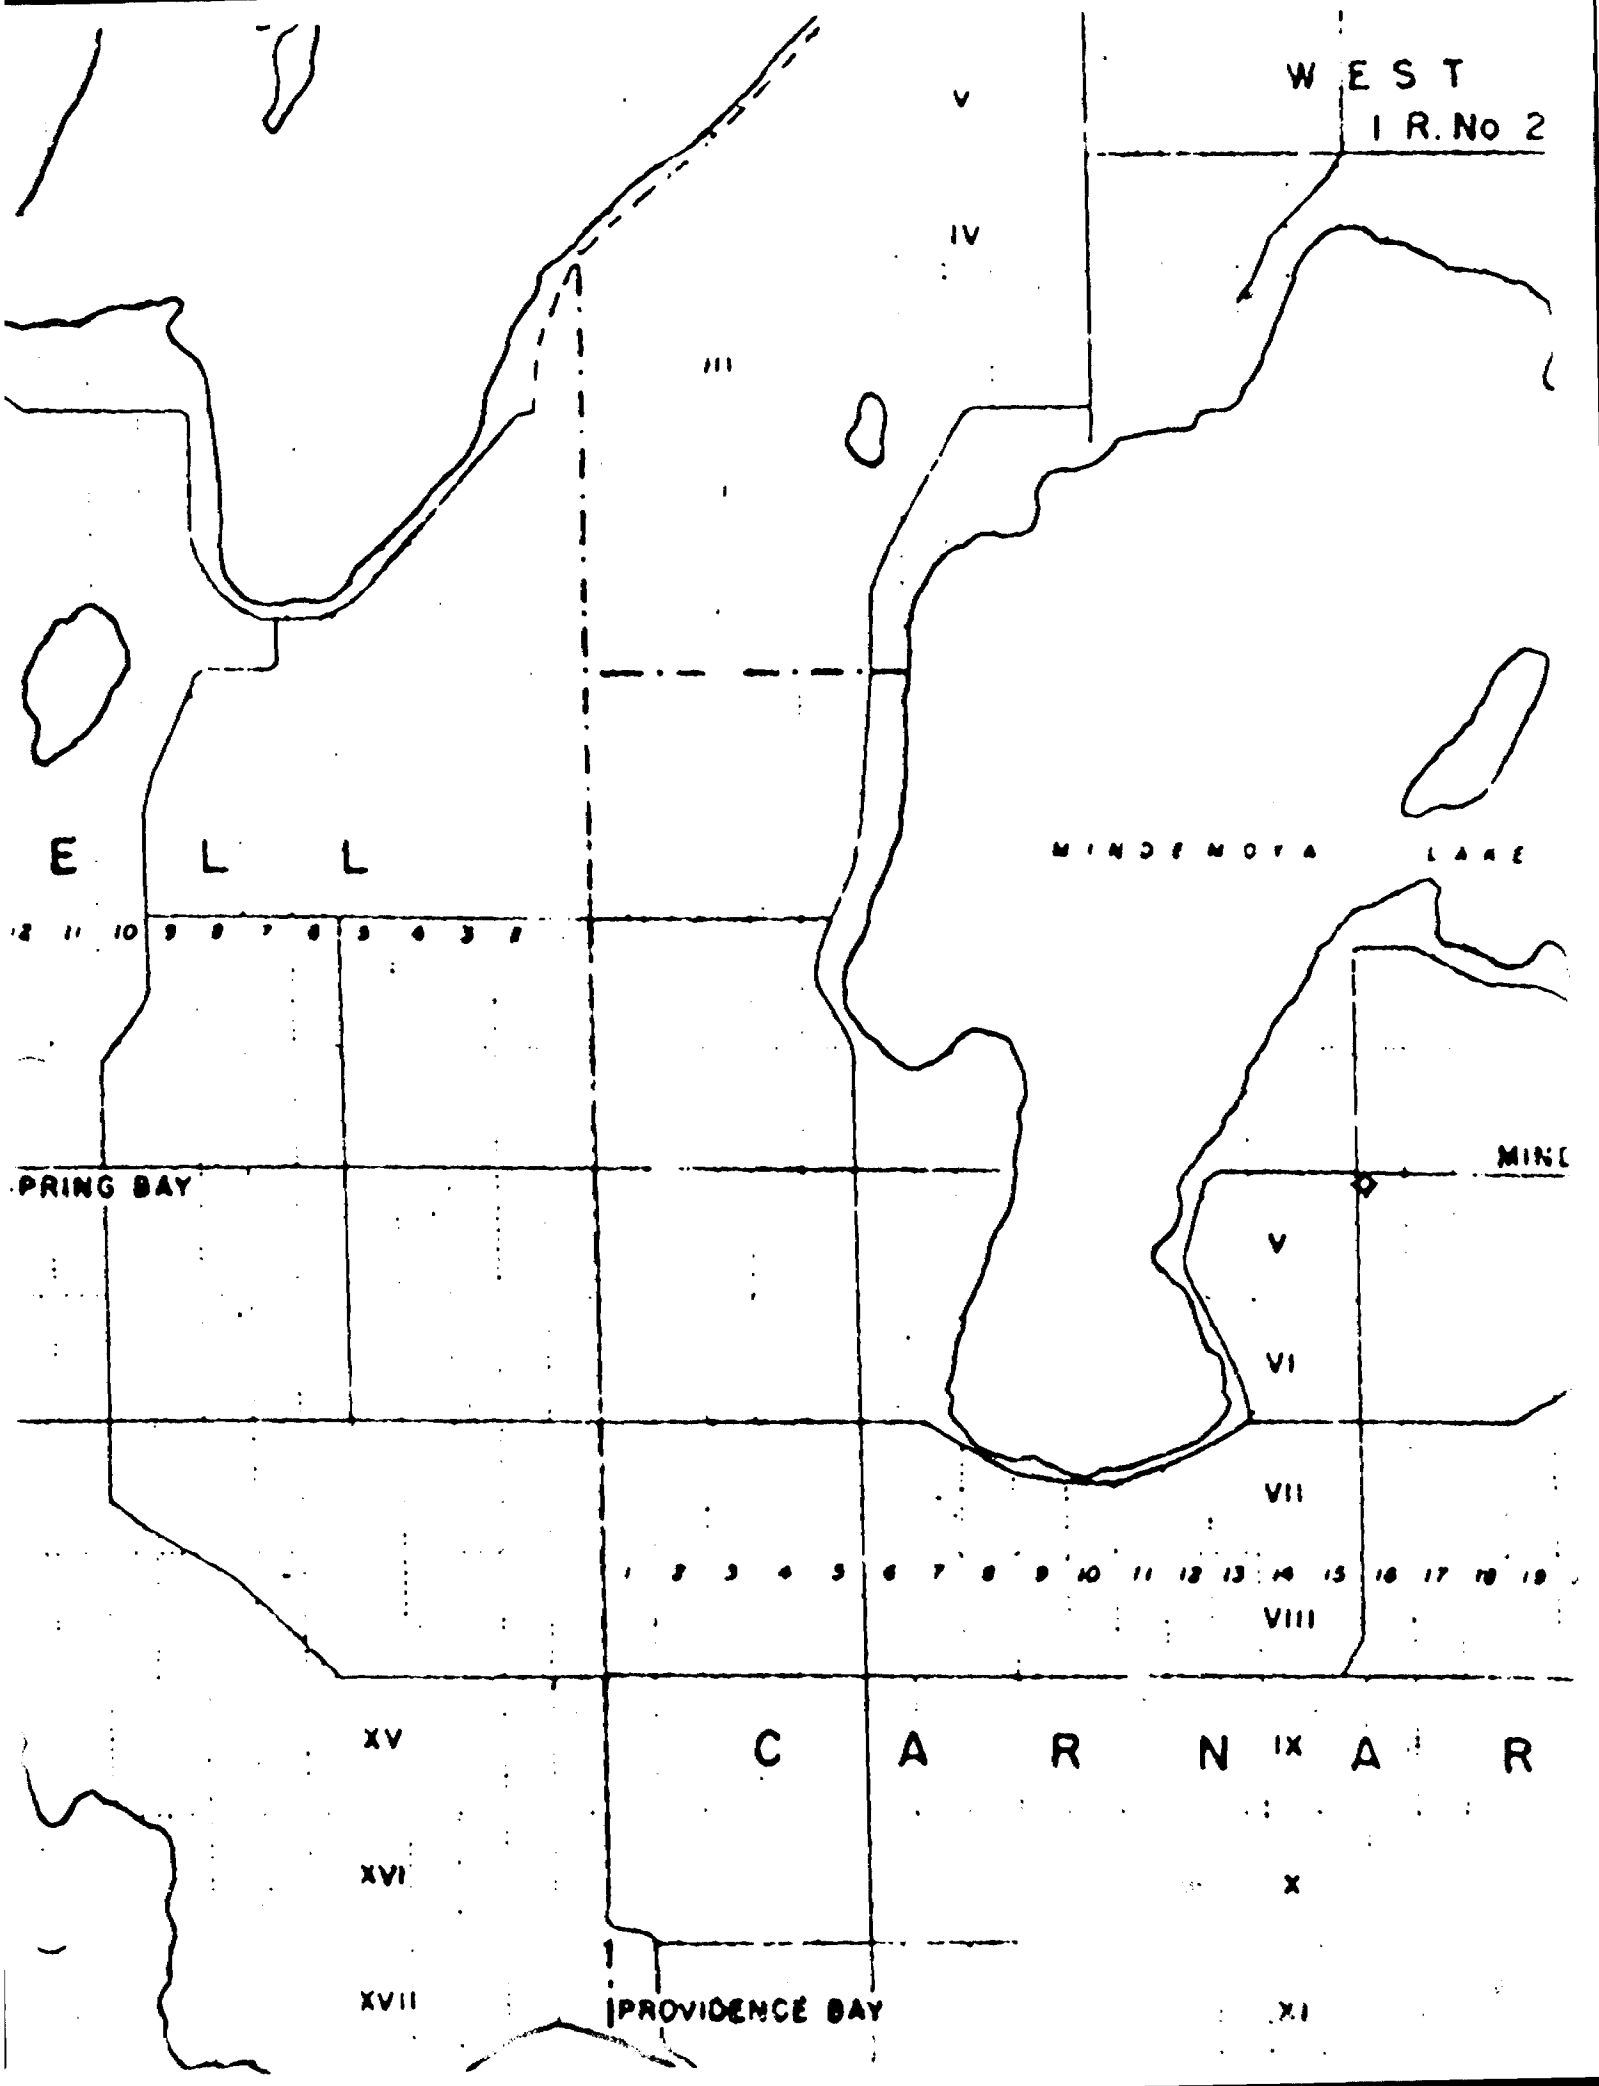 WEST
I R. No 2
V
IV
III
I
MINDEMOYA LAKE
E L L
12 11 10 9 8 7 6 5 4 3 2
PRING BAY
MIND
V
VI
VII
1 2 3 4 5 6 7 8 9 10 11 12 13 14 15 16 17 18 19
VIII
XV
C A R N A R
IX
XVI
X
XVII
PROVIDENCE BAY
XI